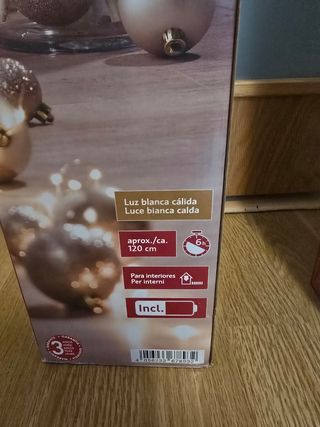 Luz blanca cálida
Luce bianca calda
aprox./ca.
120 cm
6h
Para interiores
Per interni
Incl.
3